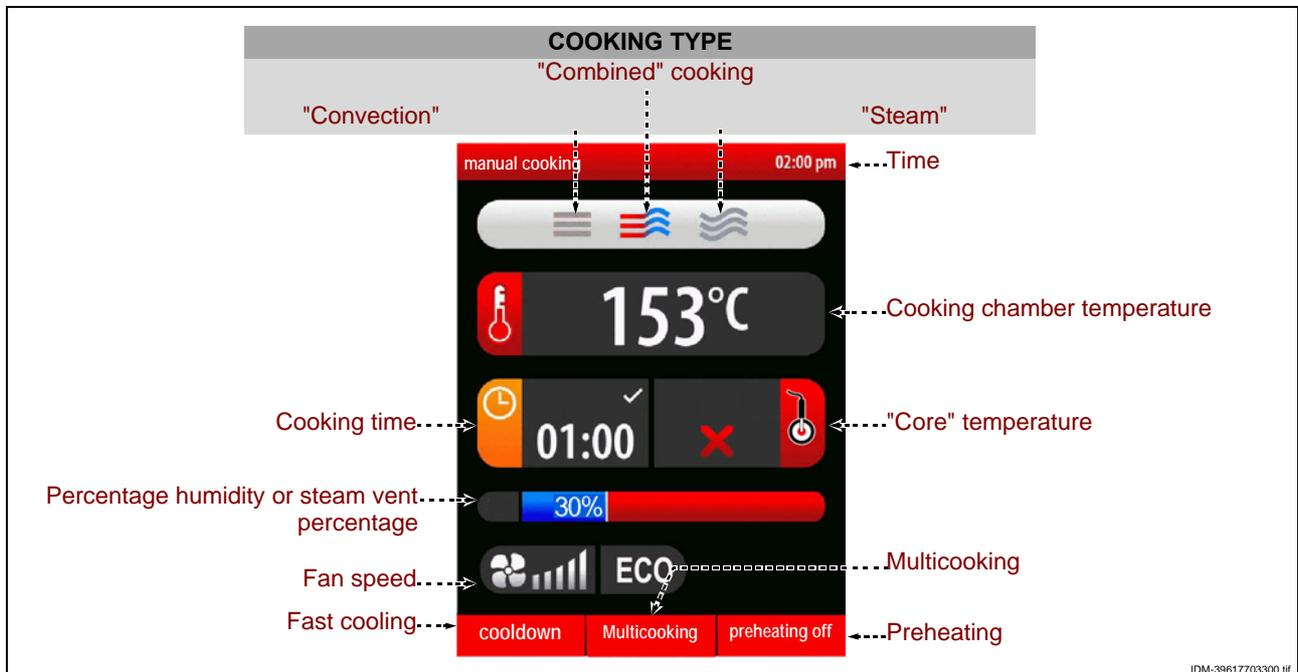 COOKING TYPE
"Combined" cooking
"Convection"
"Steam"
manual cooking
02:00 pm
Time
153°C
Cooking chamber temperature
Cooking time
01:00
"Core" temperature
Percentage humidity or steam vent
percentage
30%
Fan speed
ECO
Multicooking
Fast cooling
cooldown
Multicooking
preheating off
Preheating
IDM-39617703300.tif